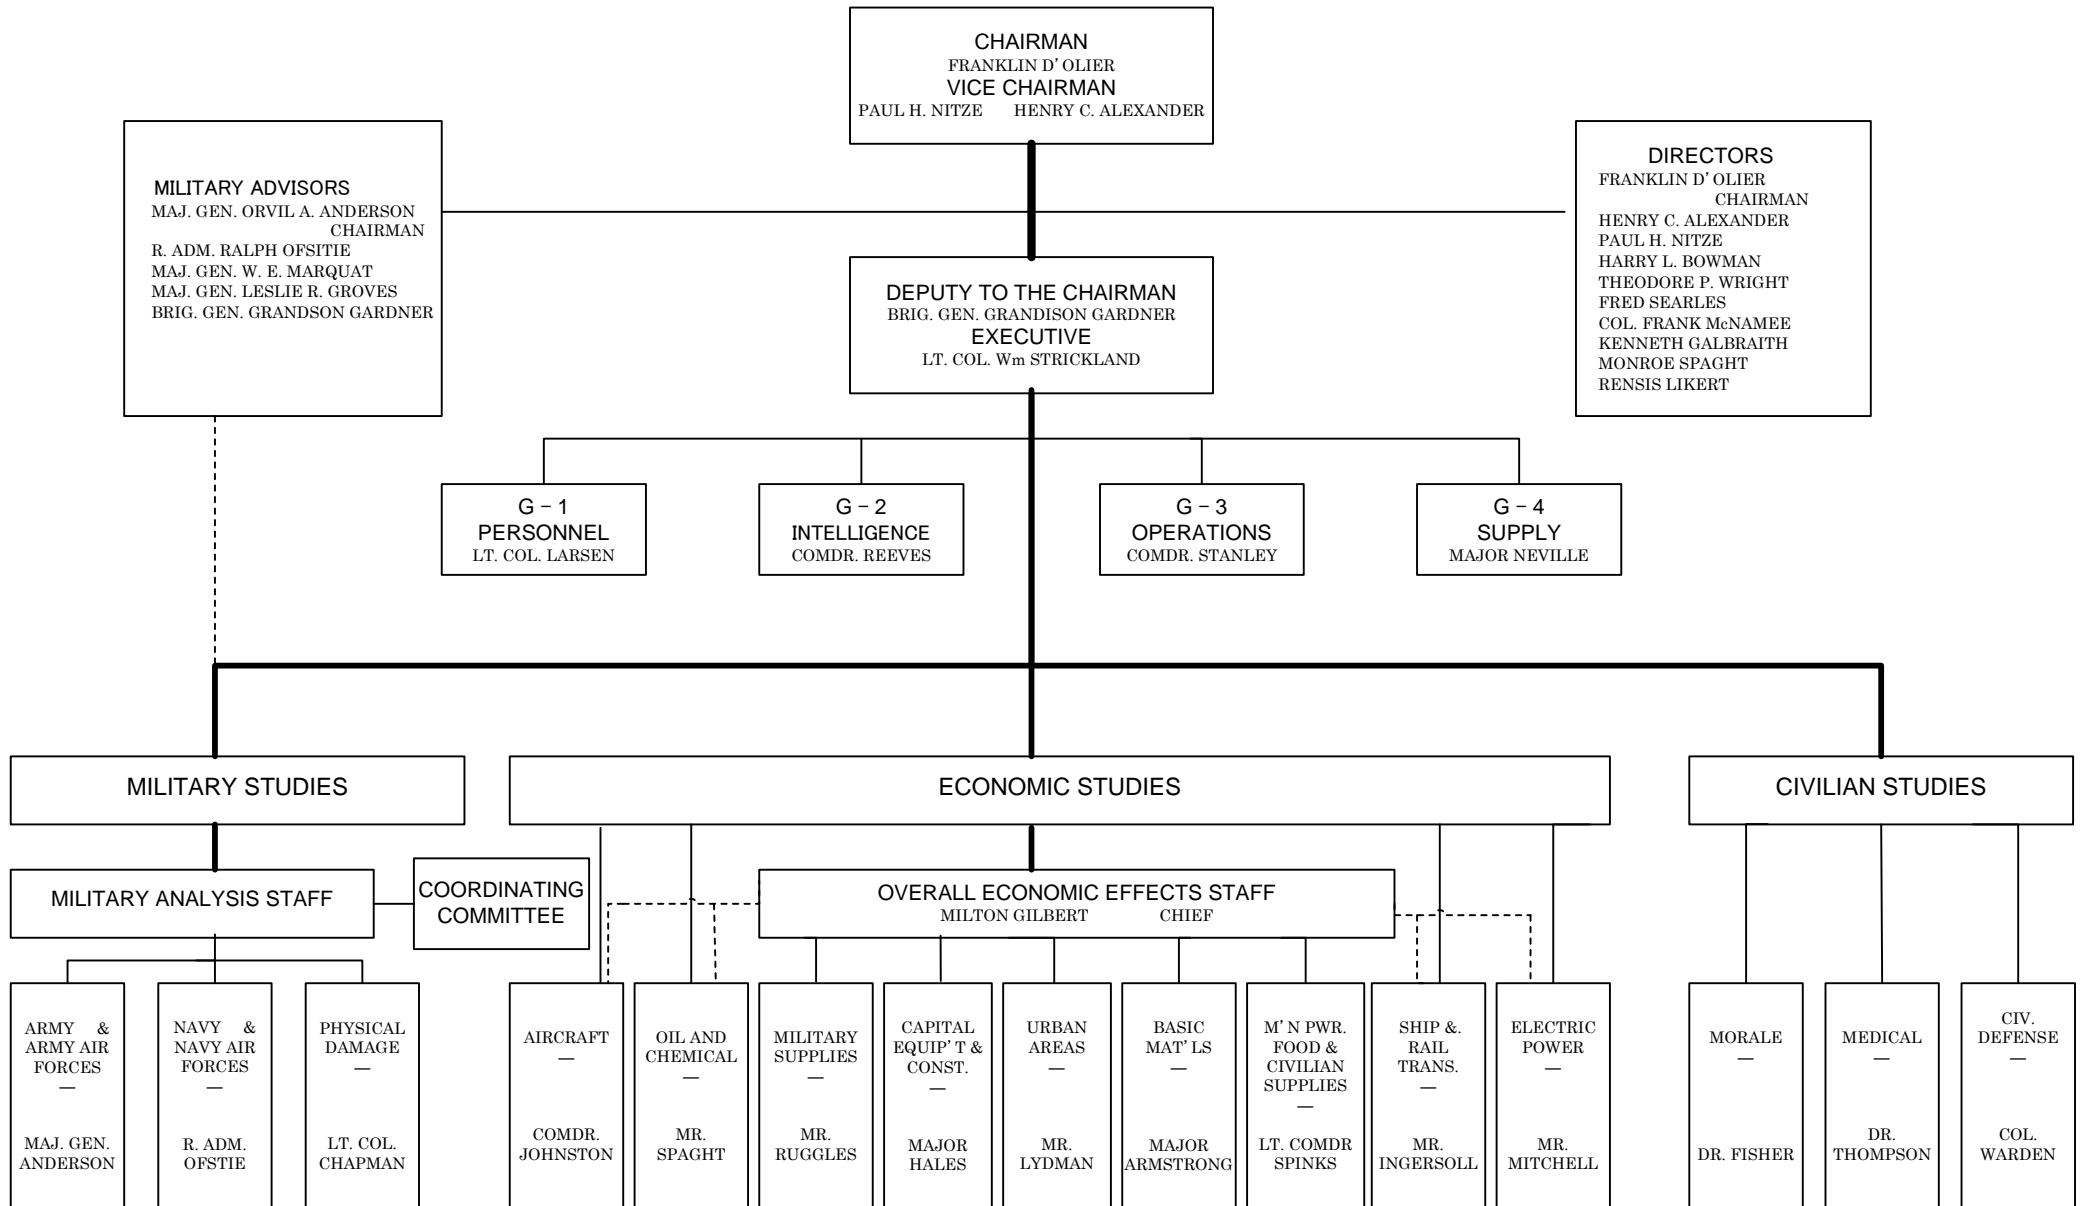 CHAIRMAN
FRANKLIN D' OLIER
VICE CHAIRMAN
PAUL H. NITZE HENRY C. ALEXANDER
MILITARY ADVISORS
MAJ. GEN. ORVIL A. ANDERSON
CHAIRMAN
R. ADM. RALPH OFSITIE
MAJ. GEN. W. E. MARQUAT
MAJ. GEN. LESLIE R. GROVES
BRIG. GEN. GRANDSON GARDNER
DIRECTORS
FRANKLIN D' OLIER
CHAIRMAN
HENRY C. ALEXANDER
PAUL H. NITZE
HARRY L. BOWMAN
THEODORE P. WRIGHT
FRED SEARLES
COL. FRANK McNAMEE
KENNETH GALBRAITH
MONROE SPAGHT
RENSIS LIKERT
DEPUTY TO THE CHAIRMAN
BRIG. GEN. GRANDISON GARDNER
EXECUTIVE
LT. COL. Wm STRICKLAND
G - 1
PERSONNEL
LT. COL. LARSEN
G - 2
INTELLIGENCE
COMDR. REEVES
G - 3
OPERATIONS
COMDR. STANLEY
G - 4
SUPPLY
MAJOR NEVILLE
MILITARY STUDIES
ECONOMIC STUDIES
CIVILIAN STUDIES
MILITARY ANALYSIS STAFF
COORDINATING
COMMITTEE
OVERALL ECONOMIC EFFECTS STAFF
MILTON GILBERT CHIEF
ARMY &
ARMY AIR
FORCES
—
MAJ. GEN.
ANDERSON
NAVY &
NAVY AIR
FORCES
—
R. ADM.
OFSTIE
PHYSICAL
DAMAGE
—
LT. COL.
CHAPMAN
AIRCRAFT
—
COMDR.
JOHNSTON
OIL AND
CHEMICAL
—
MR.
SPAGHT
MILITARY
SUPPLIES
—
MR.
RUGGLES
CAPITAL
EQUIP' T &
CONST.
—
MAJOR
HALES
URBAN
AREAS
—
MR.
LYDMAN
BASIC
MAT' LS
—
MAJOR
ARMSTRONG
M' N PWR.
FOOD &
CIVILIAN
SUPPLIES
—
LT. COMDR
SPINKS
SHIP &.
RAIL
TRANS.
—
MR.
INGERSOLL
ELECTRIC
POWER
—
MR.
MITCHELL
MORALE
—
DR. FISHER
MEDICAL
—
DR.
THOMPSON
CIV.
DEFENSE
—
COL.
WARDEN